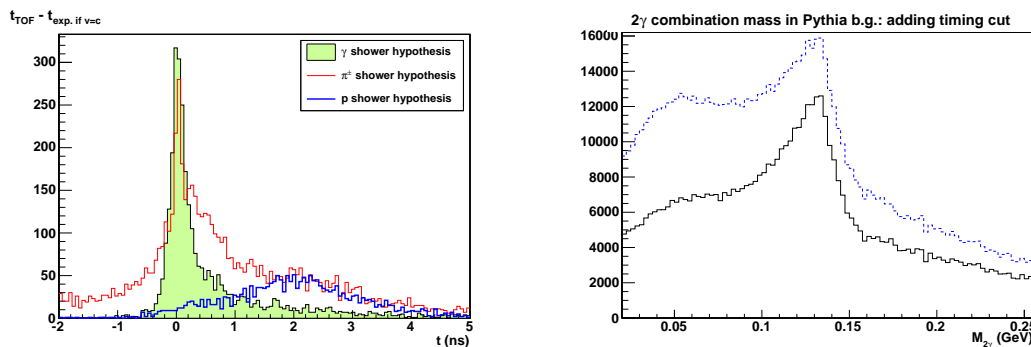 t_TOF - t_exp. if v=c
γ shower hypothesis
π± shower hypothesis
p shower hypothesis
300
250
200
150
100
50
0
-2 -1 0 1 2 3 4 5
t (ns)
2γ combination mass in Pythia b.g.: adding timing cut
16000
14000
12000
10000
8000
6000
4000
2000
0
0.05 0.1 0.15 0.2 0.25
M_2γ (GeV)